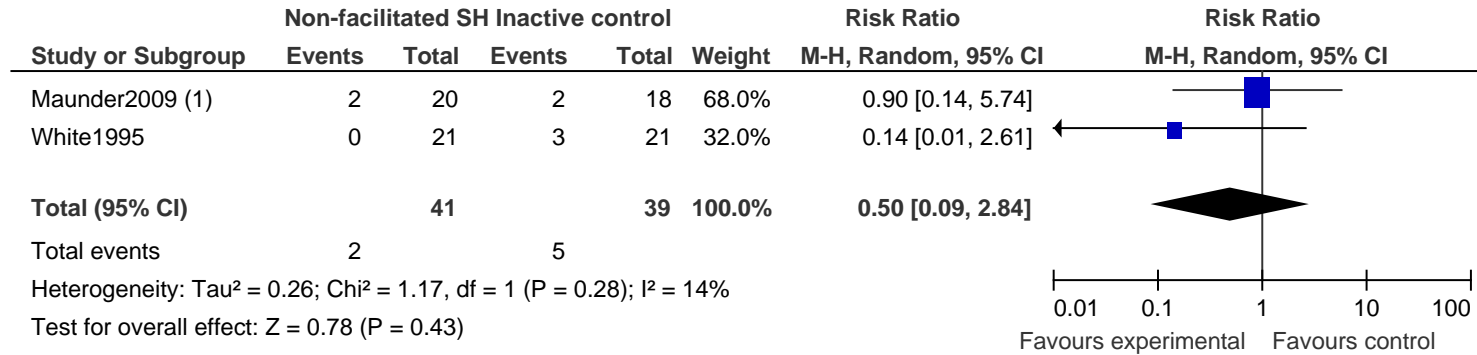 Non-facilitated SH Inactive control Risk Ratio Risk Ratio
Study or Subgroup Events Total Events Total Weight M-H, Random, 95% CI M-H, Random, 95% CI
Maunder2009 (1) 2 20 2 18 68.0% 0.90 [0.14, 5.74]
White1995 0 21 3 21 32.0% 0.14 [0.01, 2.61]
Total (95% CI) 41 39 100.0% 0.50 [0.09, 2.84]
Total events 2 5
Heterogeneity: Tau² = 0.26; Chi² = 1.17, df = 1 (P = 0.28); I² = 14%
Test for overall effect: Z = 0.78 (P = 0.43)
0.01 0.1 1 10 100
Favours experimental Favours control